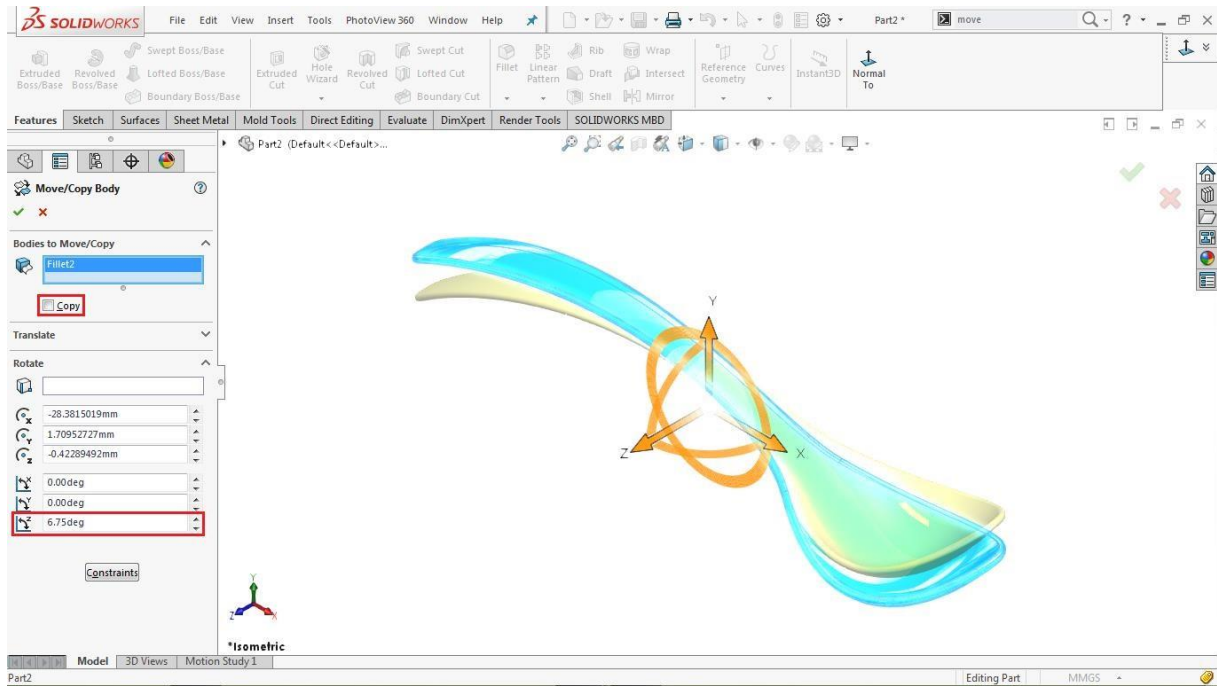 SOLIDWORKS File Edit View Insert Tools PhotoView 360 Window Help Part2 * move ?
Extruded Boss/Base
Revolved Boss/Base
Swept Boss/Base
Lofted Boss/Base
Boundary Boss/Base
Extruded Cut
Hole Wizard
Revolved Cut
Swept Cut
Lofted Cut
Boundary Cut
Fillet
Linear Pattern
Rib
Draft
Shell
Wrap
Intersect
Mirror
Reference Geometry
Curves
Instant3D
Normal To
Features Sketch Surfaces Sheet Metal Mold Tools Direct Editing Evaluate DimXpert Render Tools SOLIDWORKS MBD
Part2 (Default<<Default>...
Move/Copy Body ?
Bodies to Move/Copy
Fillet2
Copy
Translate
Rotate
-28.3815019mm
1.70952727mm
-0.42289492mm
0.00deg
0.00deg
6.75deg
Constraints
Y
Z
X
Y
Z X
*Isometric
Model 3D Views Motion Study 1
Part2 Editing Part MMGS